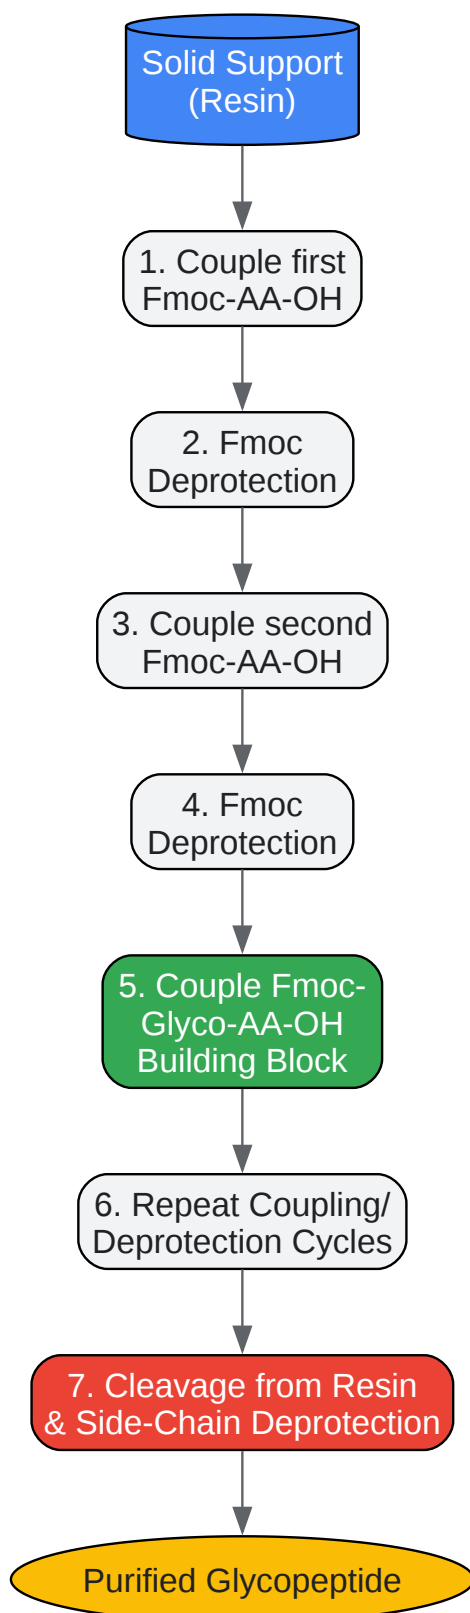 Solid Support
(Resin)
1. Couple first
Fmoc-AA-OH
2. Fmoc
Deprotection
3. Couple second
Fmoc-AA-OH
4. Fmoc
Deprotection
5. Couple Fmoc-
Glyco-AA-OH
Building Block
6. Repeat Coupling/
Deprotection Cycles
7. Cleavage from Resin
& Side-Chain Deprotection
Purified Glycopeptide